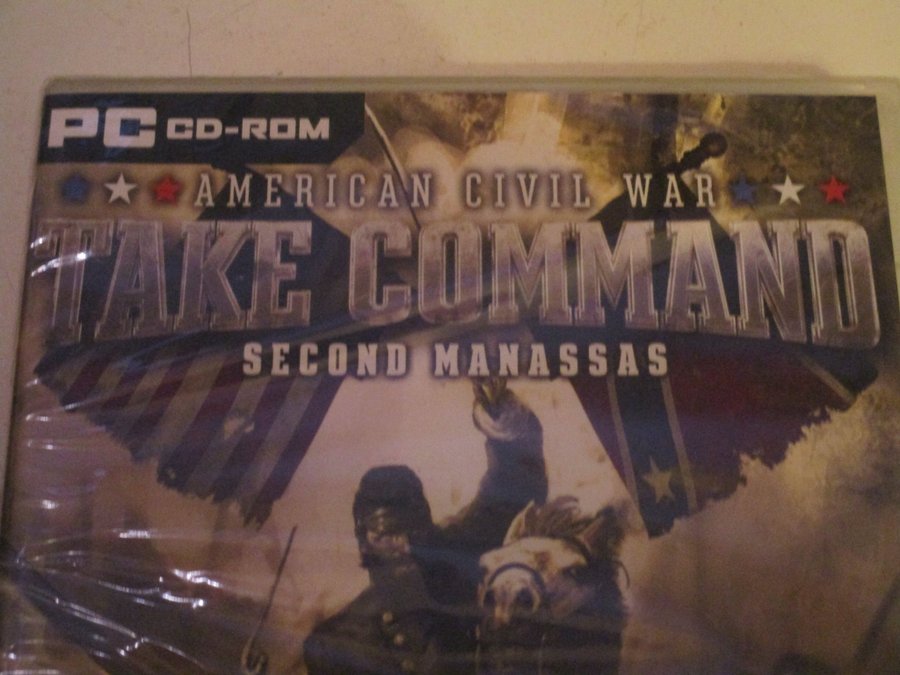 PC CD-ROM
AMERICAN CIVIL WAR
TAKE COMMAND
SECOND MANASSAS